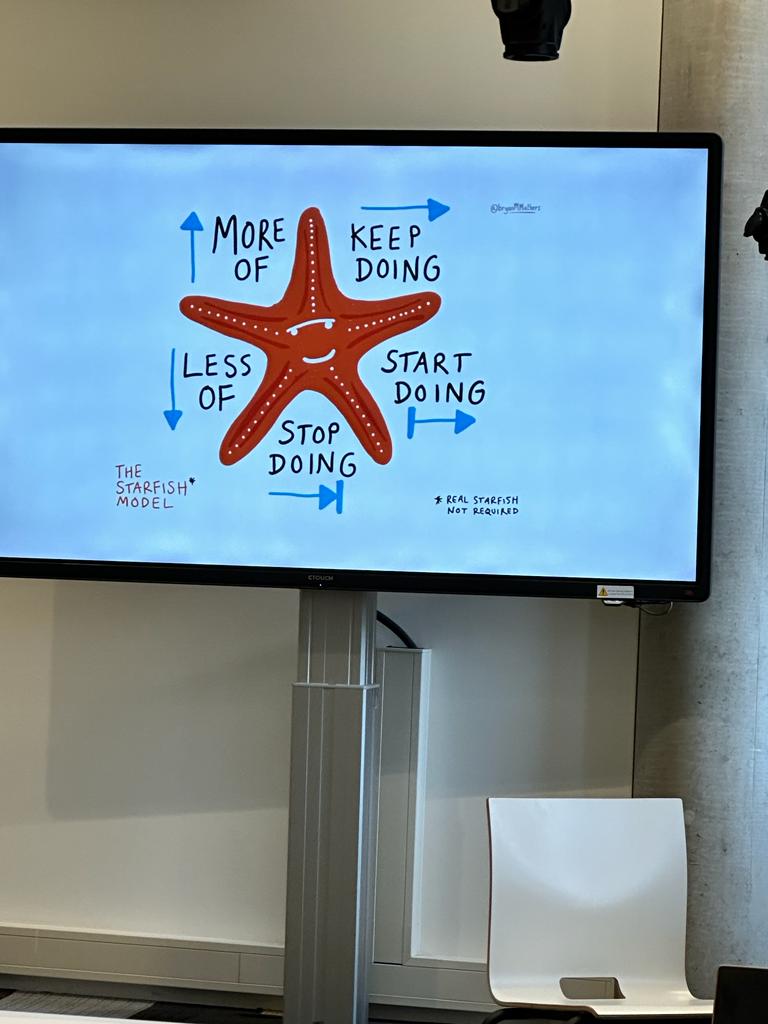 @bryanMMathers
MORE
OF
KEEP
DOING
LESS
OF
START
DOING
STOP
DOING
THE
STARFISH*
MODEL
* REAL STARFISH
NOT REQUIRED
CTOUCH